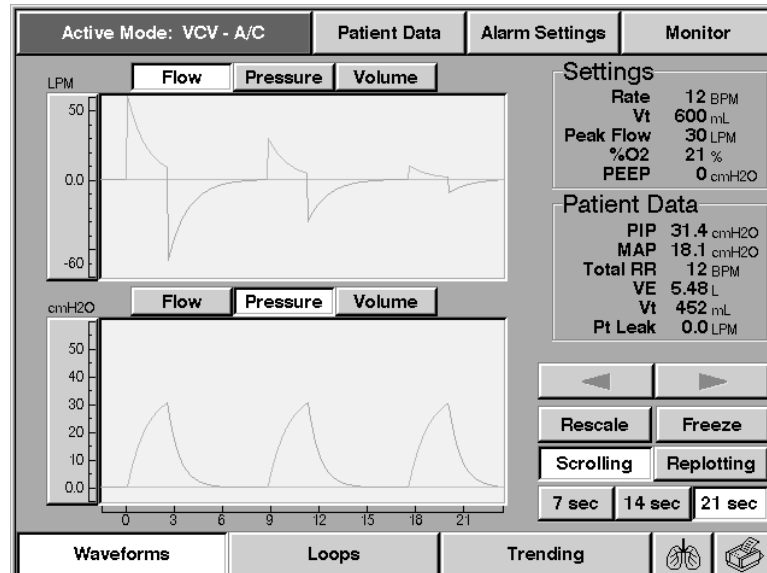 Active Mode: VCV - A/C Patient Data Alarm Settings Monitor
LPM Flow Pressure Volume
50
0.0
-60
cmH2O Flow Pressure Volume
50
40
30
20
10
0.0
0 3 6 9 12 15 18 21
Settings
Rate 12 BPM
Vt 600 mL
Peak Flow 30 LPM
%O2 21 %
PEEP 0 cmH2O
Patient Data
PIP 31.4 cmH2O
MAP 18.1 cmH2O
Total RR 12 BPM
VE 5.48 L
Vt 452 mL
Pt Leak 0.0 LPM
Rescale Freeze
Scrolling Replotting
7 sec 14 sec 21 sec
Waveforms Loops Trending